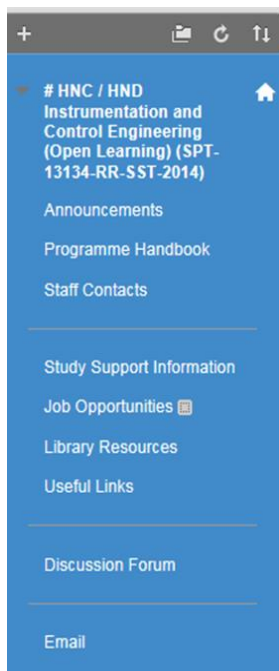 # HNC / HND
Instrumentation and
Control Engineering
(Open Learning) (SPT-
13134-RR-SST-2014)
Announcements
Programme Handbook
Staff Contacts
Study Support Information
Job Opportunities
Library Resources
Useful Links
Discussion Forum
Email